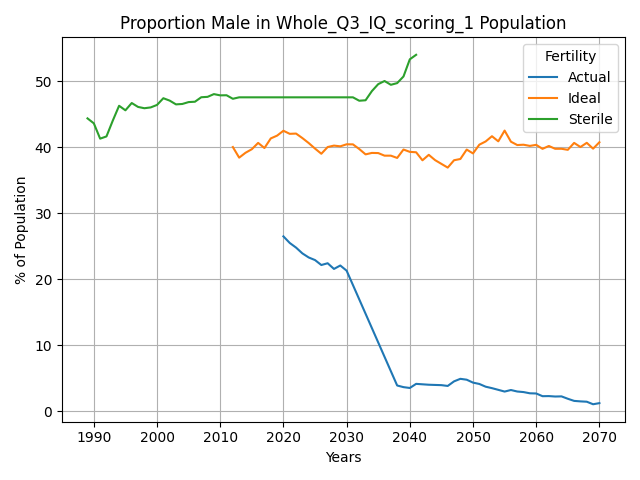 Proportion Male in Whole_Q3_IQ_scoring_1 Population
Fertility
Actual
Ideal
Sterile
% of Population
50
40
30
20
10
0
1990 2000 2010 2020 2030 2040 2050 2060 2070
Years